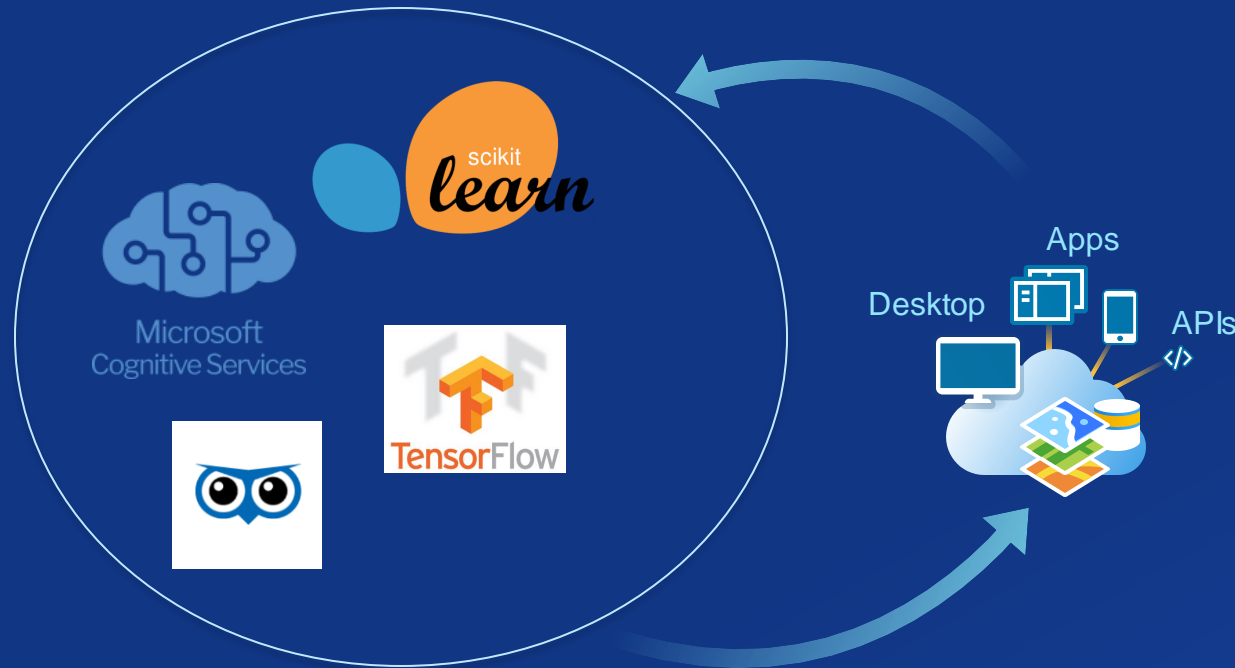 scikit
learn
Microsoft
Cognitive Services
TensorFlow
Apps
Desktop
APIs
</>